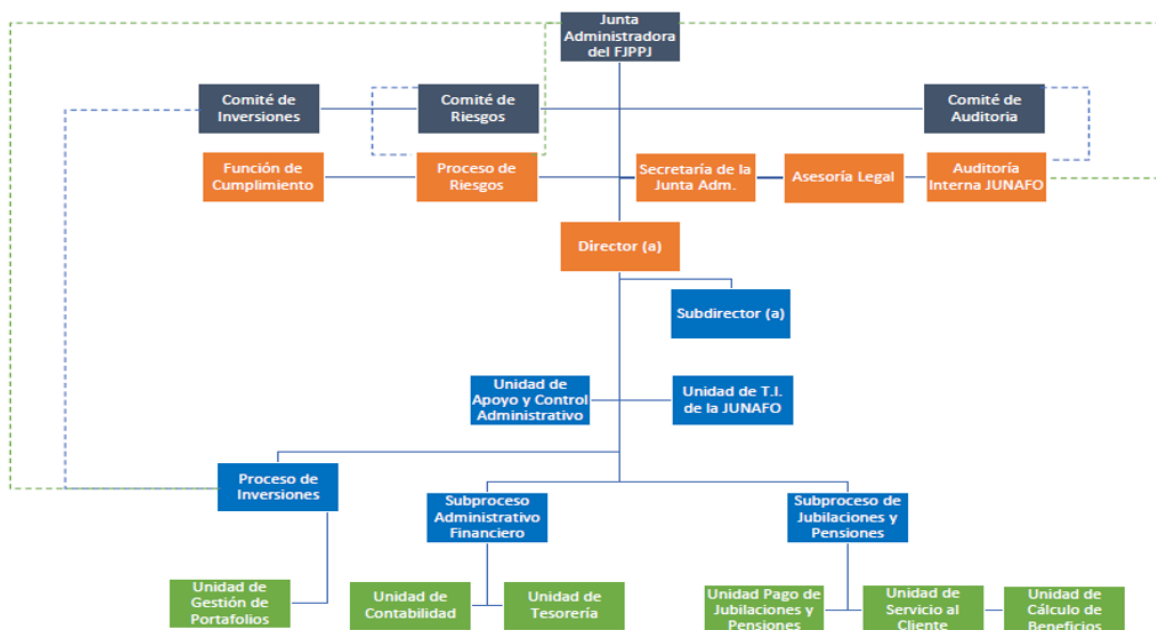 Junta
Administradora
del FJPPJ
Comité de
Inversiones
Comité de
Riesgos
Comité de
Auditoria
Función de
Cumplimiento
Proceso de
Riesgos
Secretaría de la
Junta Adm.
Asesoría Legal
Auditoría
Interna JUNAFO
Director (a)
Subdirector (a)
Unidad de
Apoyo y Control
Administrativo
Unidad de T.I.
de la JUNAFO
Proceso de
Inversiones
Subproceso
Administrativo
Financiero
Subproceso de
Jubilaciones y
Pensiones
Unidad de
Gestión de
Portafolios
Unidad de
Contabilidad
Unidad de
Tesorería
Unidad Pago de
Jubilaciones y
Pensiones
Unidad de
Servicio al
Cliente
Unidad de
Cálculo de
Beneficios